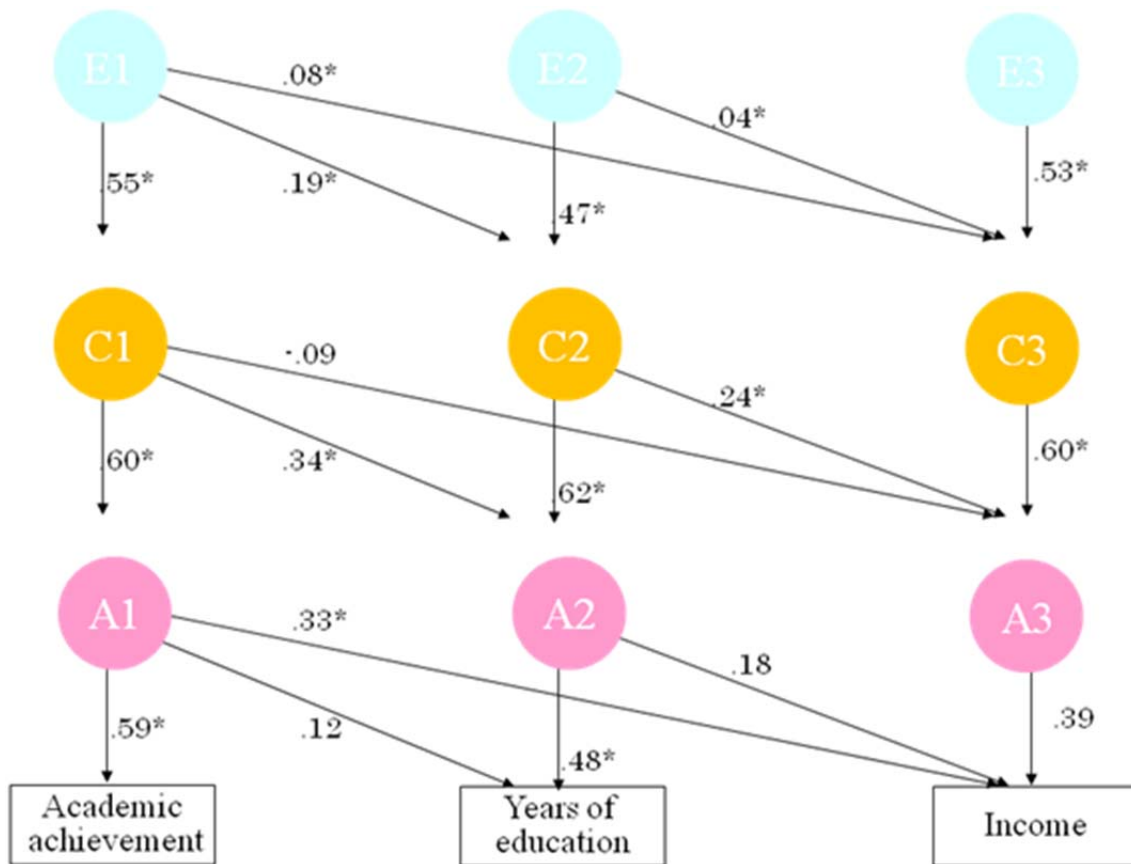 E1
E2
E3
.08*
.04*
.55*
.19*
.47*
.53*
C1
C2
C3
-.09
.24*
.60*
.34*
.62*
.60*
A1
A2
A3
.33*
.18
.59*
.12
.48*
.39
Academic
achievement
Years of
education
Income